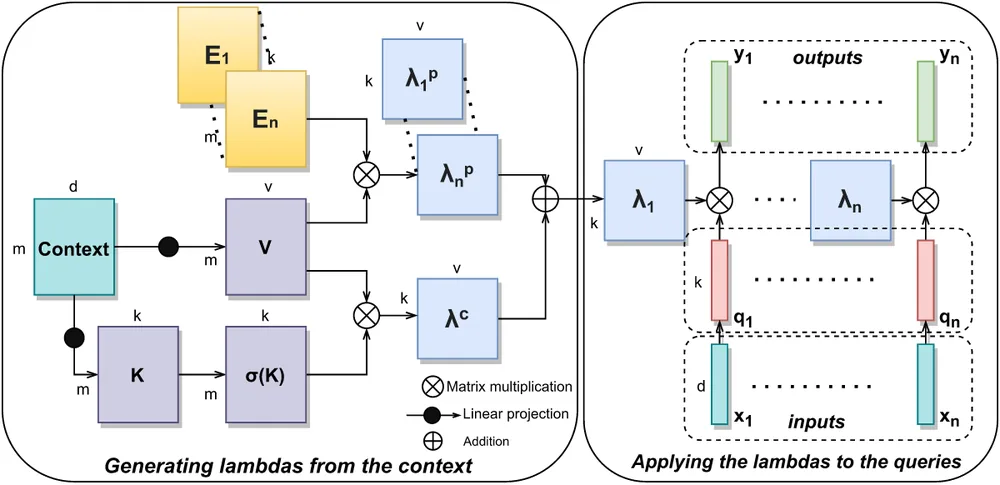 E1
k
En
m
v
k
λ1p
λnp
d
m
Context
v
m
V
k
m
K
k
m
σ(K)
v
k
λc
Matrix multiplication
Linear projection
Addition
Generating lambdas from the context
y1
outputs
yn
v
k
λ1
λn
k
q1
qn
d
x1
inputs
xn
Applying the lambdas to the queries